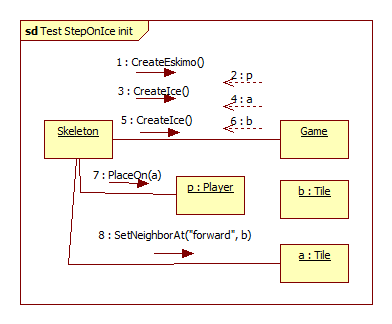 sd Test StepOnIce init
1 : CreateEskimo()
2 : p
3 : CreateIce()
4 : a
5 : CreateIce()
6 : b
Skeleton
Game
7 : PlaceOn(a)
p : Player
b : Tile
8 : SetNeighborAt("forward", b)
a : Tile